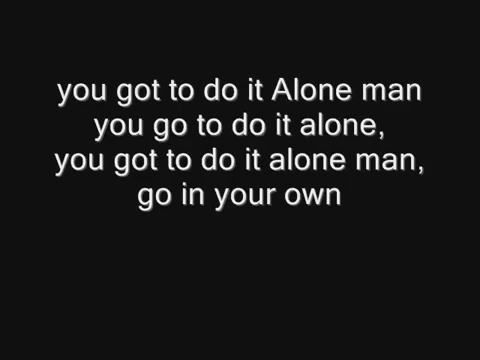 you got to do it Alone man
you go to do it alone,
you got to do it alone man,
go in your own